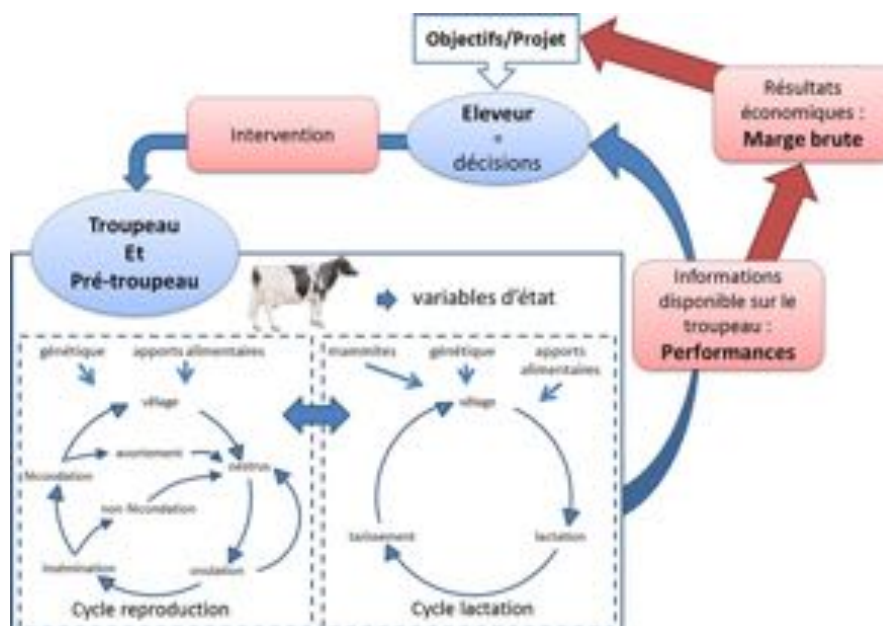 Objectifs/Projet
Résultats
économiques :
Marge brute
Eleveur
=
décisions
Intervention
Troupeau
Et
Pré-troupeau
variables d'état
Informations
disponible sur le
troupeau :
Performances
génétique
apports alimentaires
vêlage
avortement
oestrus
fécondation
non fécondation
insémination
ovulation
Cycle reproduction
mammites
génétique
apports
alimentaires
vêlage
tarissement
lactation
Cycle lactation